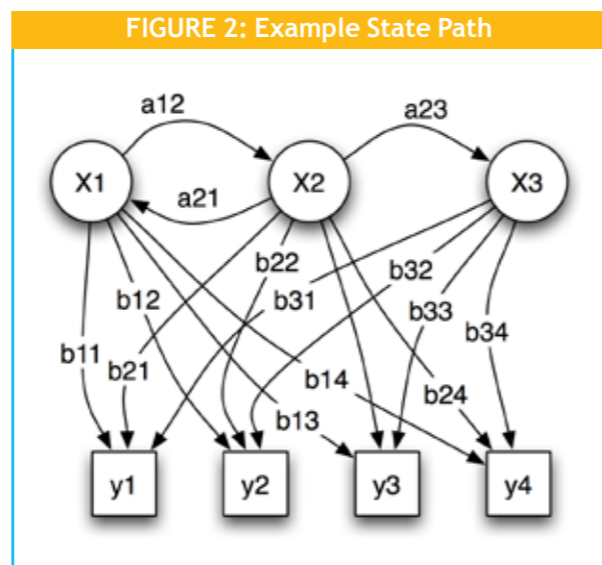 FIGURE 2: Example State Path
a12
a23
X1
X2
X3
a21
b22
b32
b12
b31
b33
b11
b34
b21
b14
b24
b13
y1
y2
y3
y4